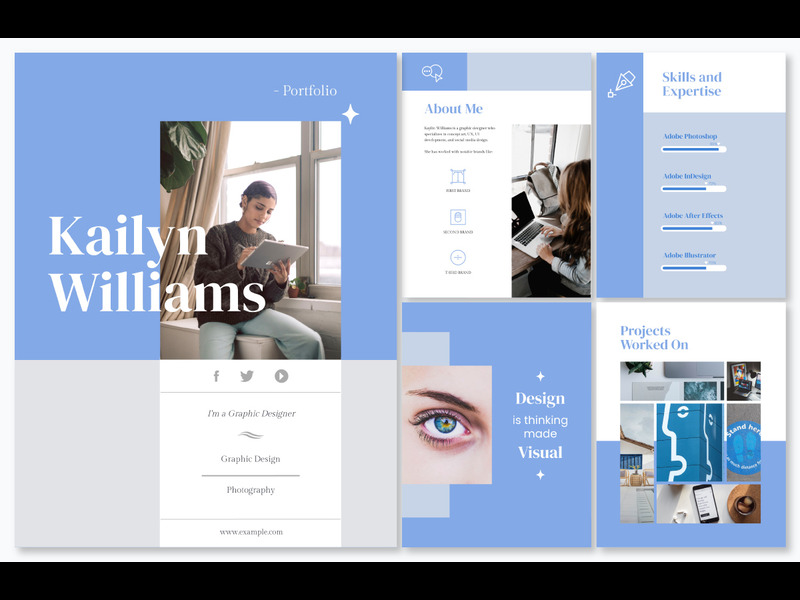 - Portfolio
Kailyn
Williams
I'm a Graphic Designer
Graphic Design
Photography
www.example.com
About Me
Kailyn Williams is a graphic designer who
specializes in concept art, UX, UI
development, and social media design.
She has worked with notable brands like:
FIRST BRAND
SECOND BRAND
THIRD BRAND
Skills and
Expertise
Adobe Photoshop
Adobe InDesign
Adobe After Effects
Adobe Illustrator
Design
is thinking
made
Visual
Projects
Worked On
Stand here